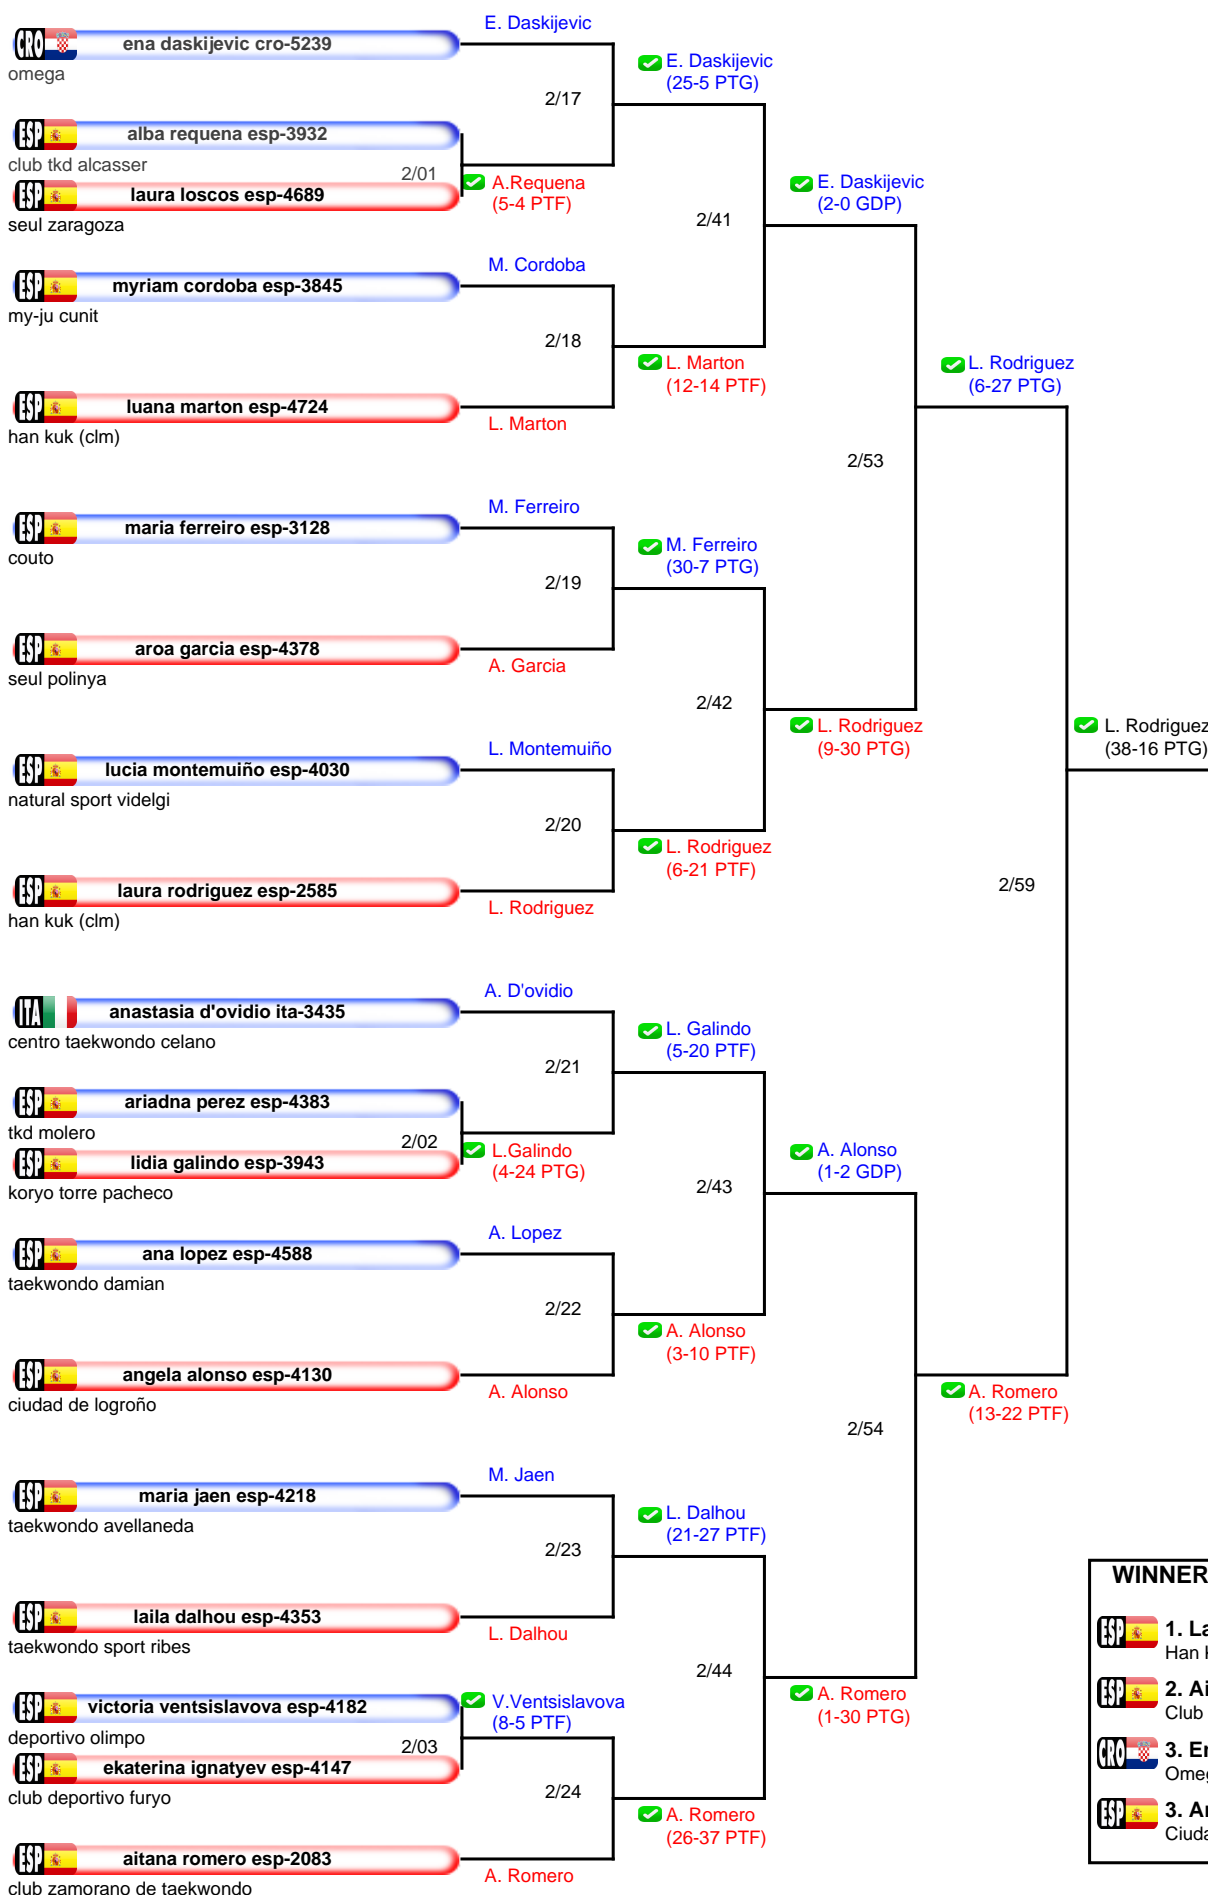 E. Daskijevic
CRO ena daskijevic cro-5239
omega
E. Daskijevic
(25-5 PTG)
2/17
ESP alba requena esp-3932
club tkd alcasser
2/01
A.Requena
(5-4 PTF)
ESP laura loscos esp-4689
seul zaragoza
E. Daskijevic
(2-0 GDP)
2/41
M. Cordoba
ESP myriam cordoba esp-3845
my-ju cunit
2/18
L. Marton
(12-14 PTF)
L. Rodriguez
(6-27 PTG)
ESP luana marton esp-4724
han kuk (clm)
L. Marton
2/53
M. Ferreiro
ESP maria ferreiro esp-3128
couto
M. Ferreiro
(30-7 PTG)
2/19
ESP aroa garcia esp-4378
seul polinya
A. Garcia
2/42
L. Rodriguez
(9-30 PTG)
L. Rodriguez
(38-16 PTG)
L. Montemuiño
ESP lucia montemuiño esp-4030
natural sport videlgi
2/20
L. Rodriguez
(6-21 PTF)
ESP laura rodriguez esp-2585
han kuk (clm)
L. Rodriguez
2/59
A. D'ovidio
ITA anastasia d'ovidio ita-3435
centro taekwondo celano
L. Galindo
(5-20 PTF)
2/21
ESP ariadna perez esp-4383
tkd molero
2/02
L.Galindo
(4-24 PTG)
ESP lidia galindo esp-3943
koryo torre pacheco
A. Alonso
(1-2 GDP)
2/43
A. Lopez
ESP ana lopez esp-4588
taekwondo damian
2/22
A. Alonso
(3-10 PTF)
ESP angela alonso esp-4130
ciudad de logroño
A. Alonso
A. Romero
(13-22 PTF)
2/54
M. Jaen
ESP maria jaen esp-4218
taekwondo avellaneda
L. Dalhou
(21-27 PTF)
2/23
ESP laila dalhou esp-4353
taekwondo sport ribes
L. Dalhou
2/44
A. Romero
(1-30 PTG)
ESP victoria ventsislavova esp-4182
deportivo olimpo
V.Ventsislavova
(8-5 PTF)
2/03
ESP ekaterina ignatyev esp-4147
club deportivo furyo
2/24
A. Romero
(26-37 PTF)
ESP aitana romero esp-2083
club zamorano de taekwondo
A. Romero
WINNER
ESP 1. La
Han
ESP 2. Ai
Club
CRO 3. En
Omeg
ESP 3. An
Ciuda